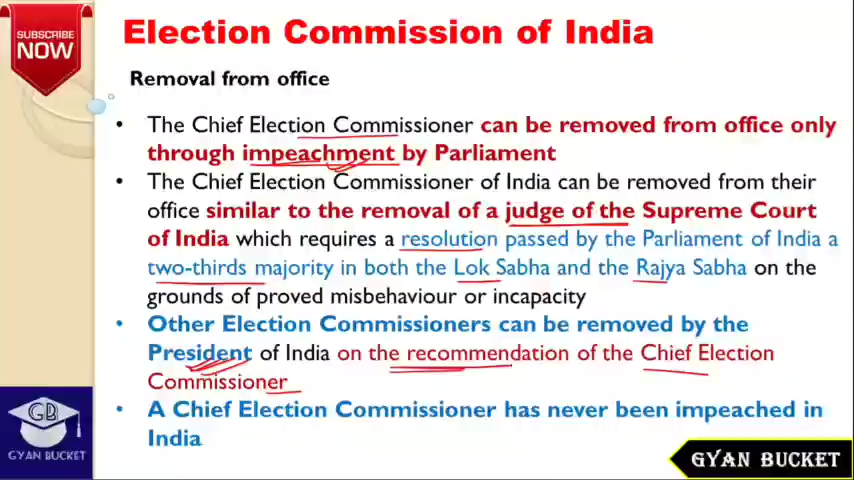 SUBSCRIBE
NOW
Election Commission of India
Removal from office
• The Chief Election Commissioner can be removed from office only
through impeachment by Parliament
• The Chief Election Commissioner of India can be removed from their
office similar to the removal of a judge of the Supreme Court
of India which requires a resolution passed by the Parliament of India a
two-thirds majority in both the Lok Sabha and the Rajya Sabha on the
grounds of proved misbehaviour or incapacity
• Other Election Commissioners can be removed by the
President of India on the recommendation of the Chief Election
Commissioner
• A Chief Election Commissioner has never been impeached in
India
GB
GYAN BUCKET
GYAN BUCKET